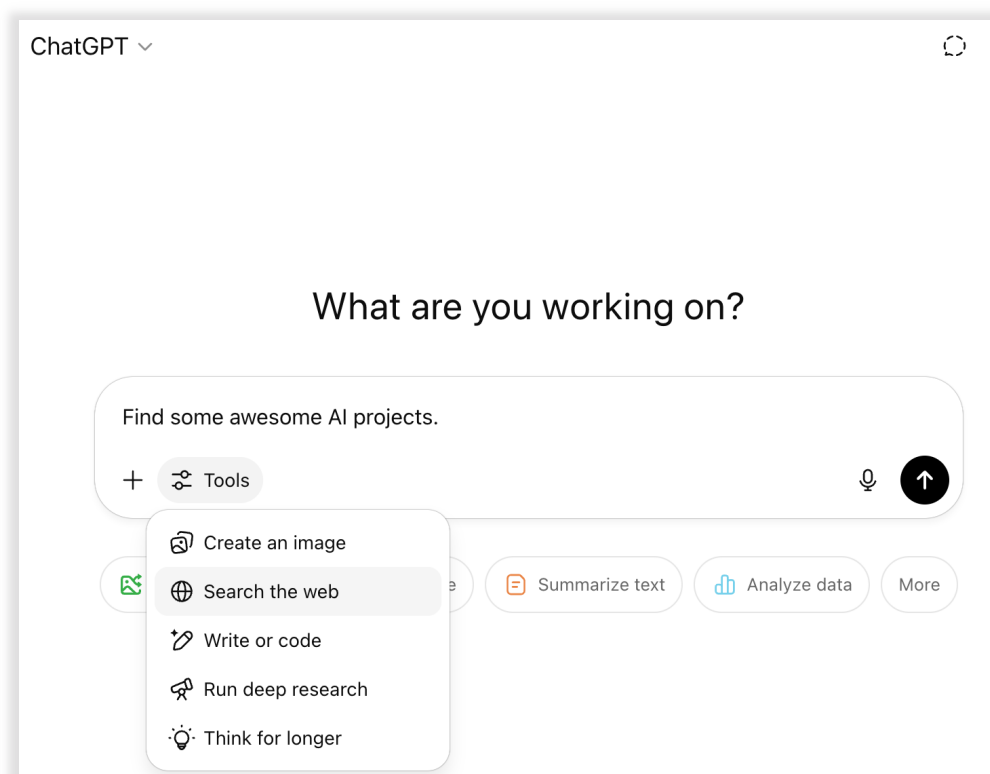 ChatGPT
What are you working on?
Find some awesome AI projects.
Tools
Create an image
Search the web
Write or code
Run deep research
Think for longer
Summarize text
Analyze data
More